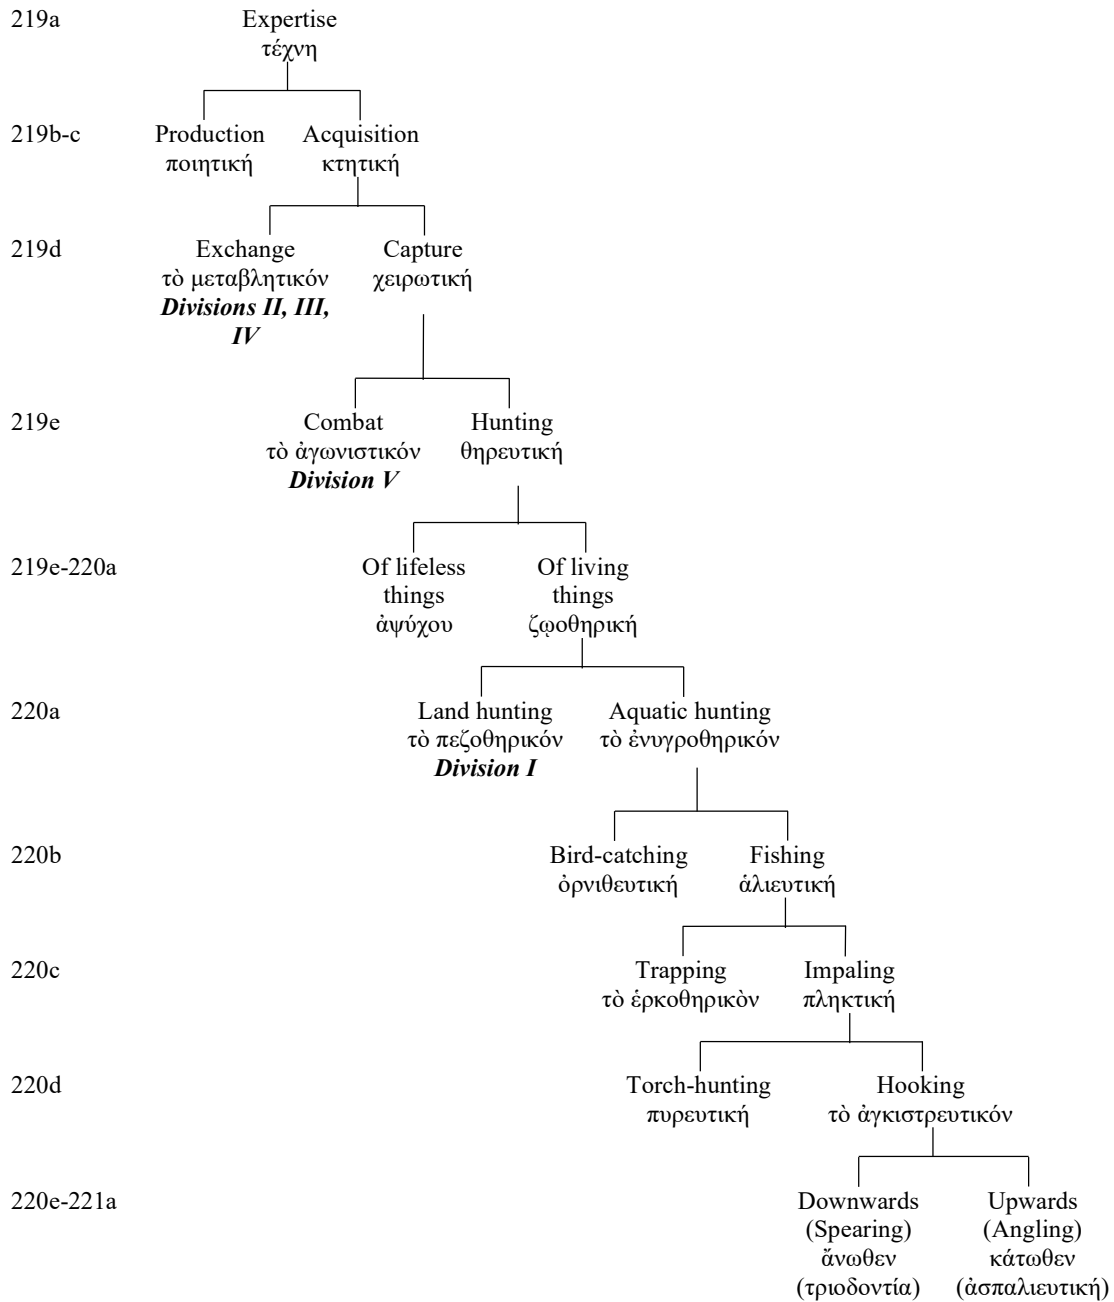 219a Expertise
τέχνη
219b-c Production Acquisition
ποιητική κτητική
219d Exchange Capture
τὸ μεταβλητικόν χειρωτική
Divisions II, III,
IV
219e Combat Hunting
τὸ ἀγωνιστικόν θηρευτική
Division V
219e-220a Of lifeless Of living
things things
ἀψύχου ζῳοθηρική
220a Land hunting Aquatic hunting
τὸ πεζοθηρικόν τὸ ἐνυγροθηρικόν
Division I
220b Bird-catching Fishing
ὀρνιθευτική ἁλιευτική
220c Trapping Impaling
τὸ ἑρκοθηρικὸν πληκτική
220d Torch-hunting Hooking
πυρευτική τὸ ἀγκιστρευτικόν
220e-221a Downwards Upwards
(Spearing) (Angling)
ἄνωθεν κάτωθεν
(τριοδοντία) (ἀσπαλιευτική)